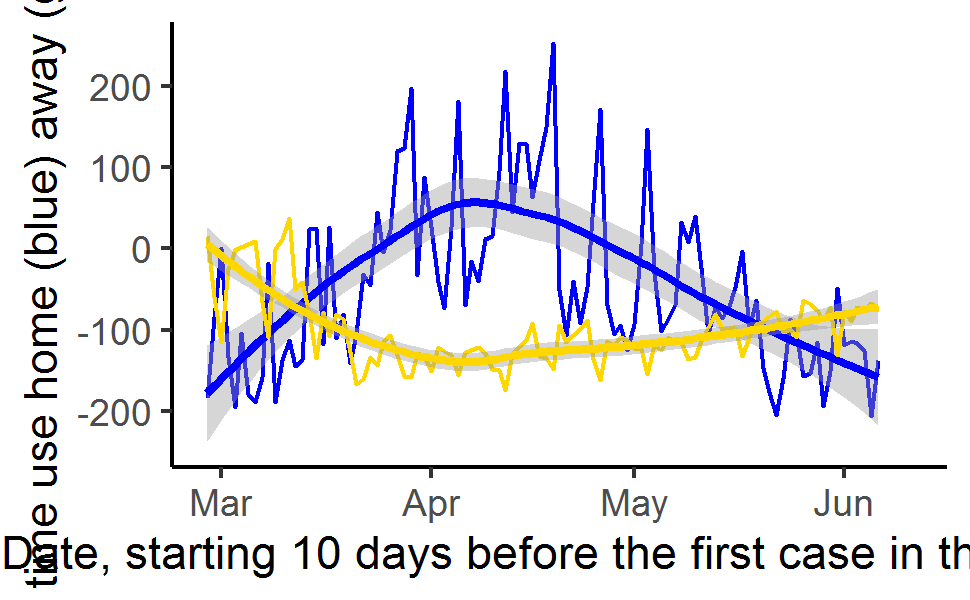 time use home (blue) away (
200
100
0
-100
-200
Mar Apr May Jun
Date, starting 10 days before the first case in th